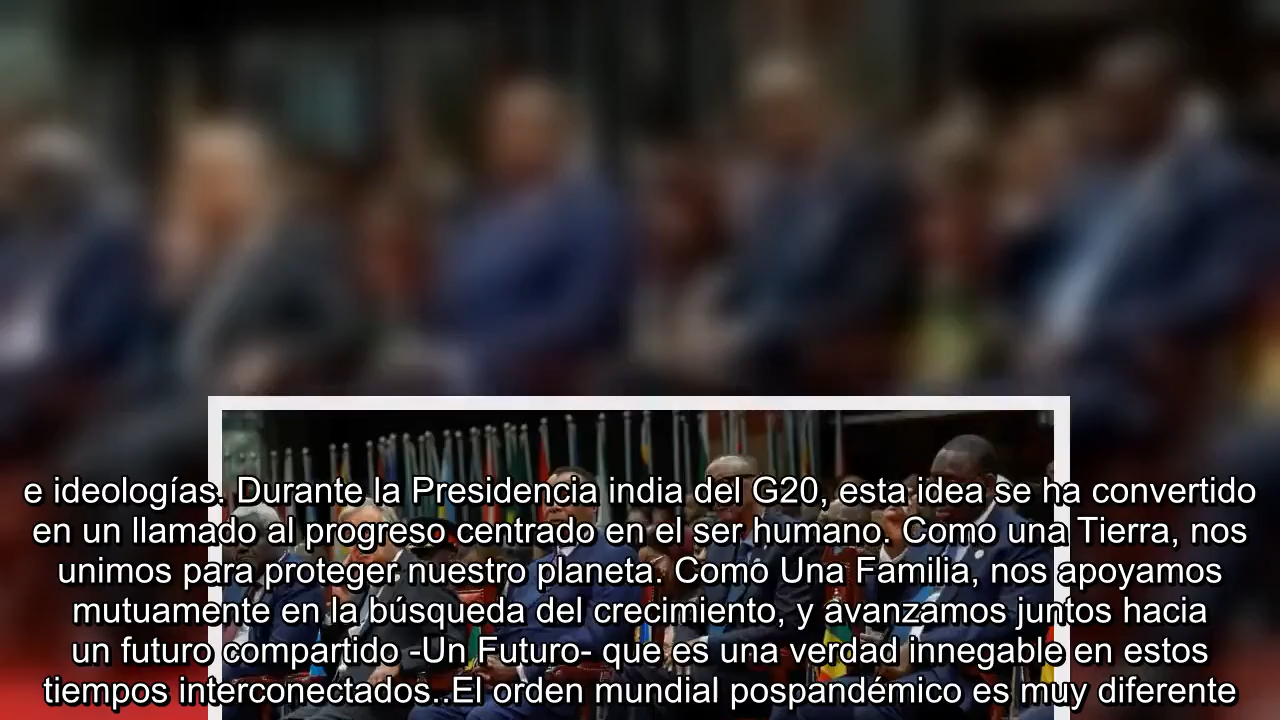 e ideologías. Durante la Presidencia india del G20, esta idea se ha convertido
en un llamado al progreso centrado en el ser humano. Como una Tierra, nos
unimos para proteger nuestro planeta. Como Una Familia, nos apoyamos
mutuamente en la búsqueda del crecimiento, y avanzamos juntos hacia
un futuro compartido -Un Futuro- que es una verdad innegable en estos
tiempos interconectados..El orden mundial pospandémico es muy diferente